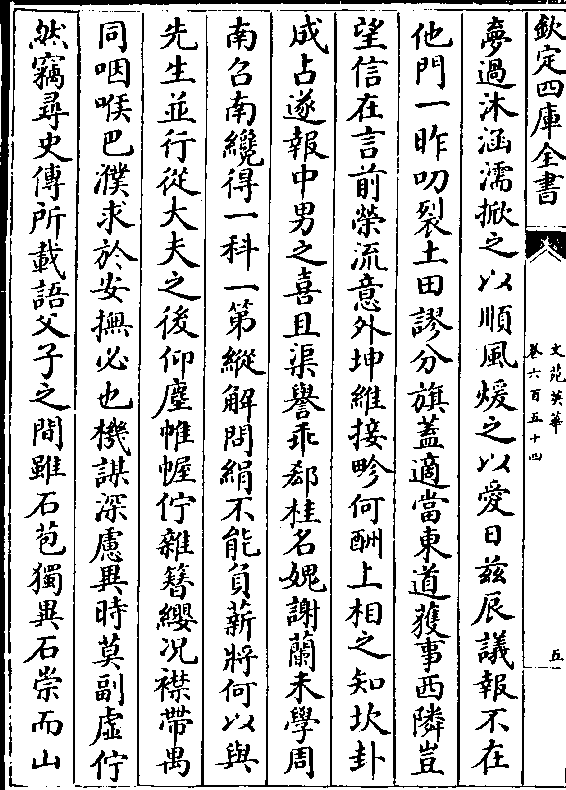 欽定四庫全書
文苑英華
卷六百五十四
五
夢過沐涵濡掀之以順風煖之以愛日兹辰議報不在
他門一昨叨裂土田謬分旗蓋適當東道獲事西隣豈
望信在言前榮流意外坤維接畛何酬上相之知坎卦
成占遂報中男之喜且渠譽乖郄桂名媿謝蘭未學周
南召南纔得一科一第縱解問絹不能負薪將何以與
先生並行從大夫之後仰塵帷幄佇雜簪纓况襟帶禺
同咽喉巴濮求於安撫必也機謀深慮異時莫副虚佇
然竊尋史傳所載語父子之間雖石苞獨異石崇而山